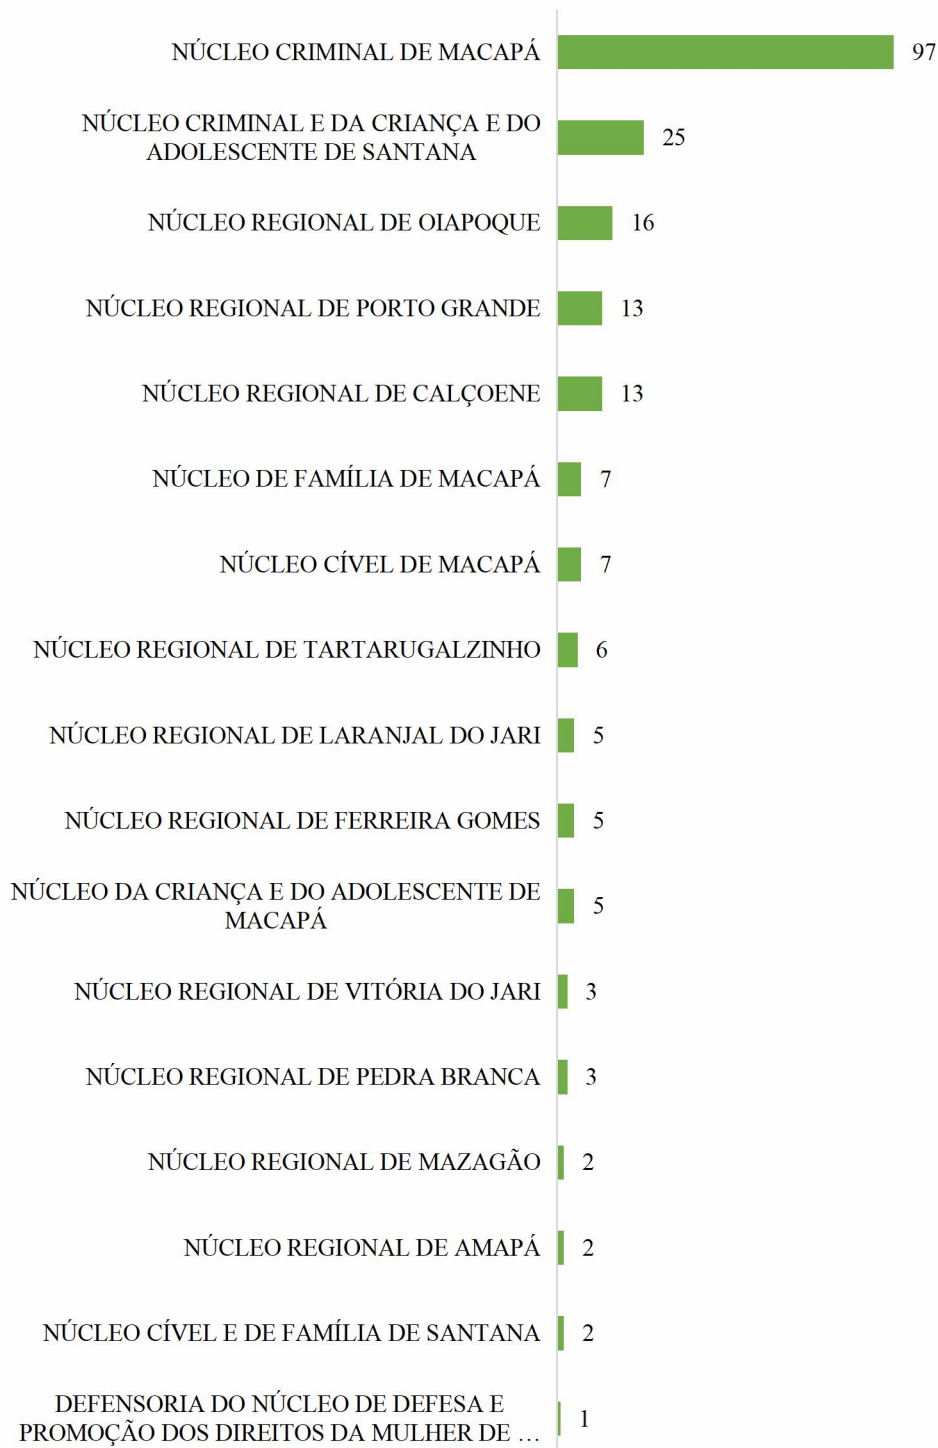 NÚCLEO CRIMINAL DE MACAPÁ 97
NÚCLEO CRIMINAL E DA CRIANÇA E DO
ADOLESCENTE DE SANTANA 25
NÚCLEO REGIONAL DE OIAPOQUE 16
NÚCLEO REGIONAL DE PORTO GRANDE 13
NÚCLEO REGIONAL DE CALÇOENE 13
NÚCLEO DE FAMÍLIA DE MACAPÁ 7
NÚCLEO CÍVEL DE MACAPÁ 7
NÚCLEO REGIONAL DE TARTARUGALZINHO 6
NÚCLEO REGIONAL DE LARANJAL DO JARI 5
NÚCLEO REGIONAL DE FERREIRA GOMES 5
NÚCLEO DA CRIANÇA E DO ADOLESCENTE DE
MACAPÁ 5
NÚCLEO REGIONAL DE VITÓRIA DO JARI 3
NÚCLEO REGIONAL DE PEDRA BRANCA 3
NÚCLEO REGIONAL DE MAZAGÃO 2
NÚCLEO REGIONAL DE AMAPÁ 2
NÚCLEO CÍVEL E DE FAMÍLIA DE SANTANA 2
DEFENSORIA DO NÚCLEO DE DEFESA E
PROMOÇÃO DOS DIREITOS DA MULHER DE … 1